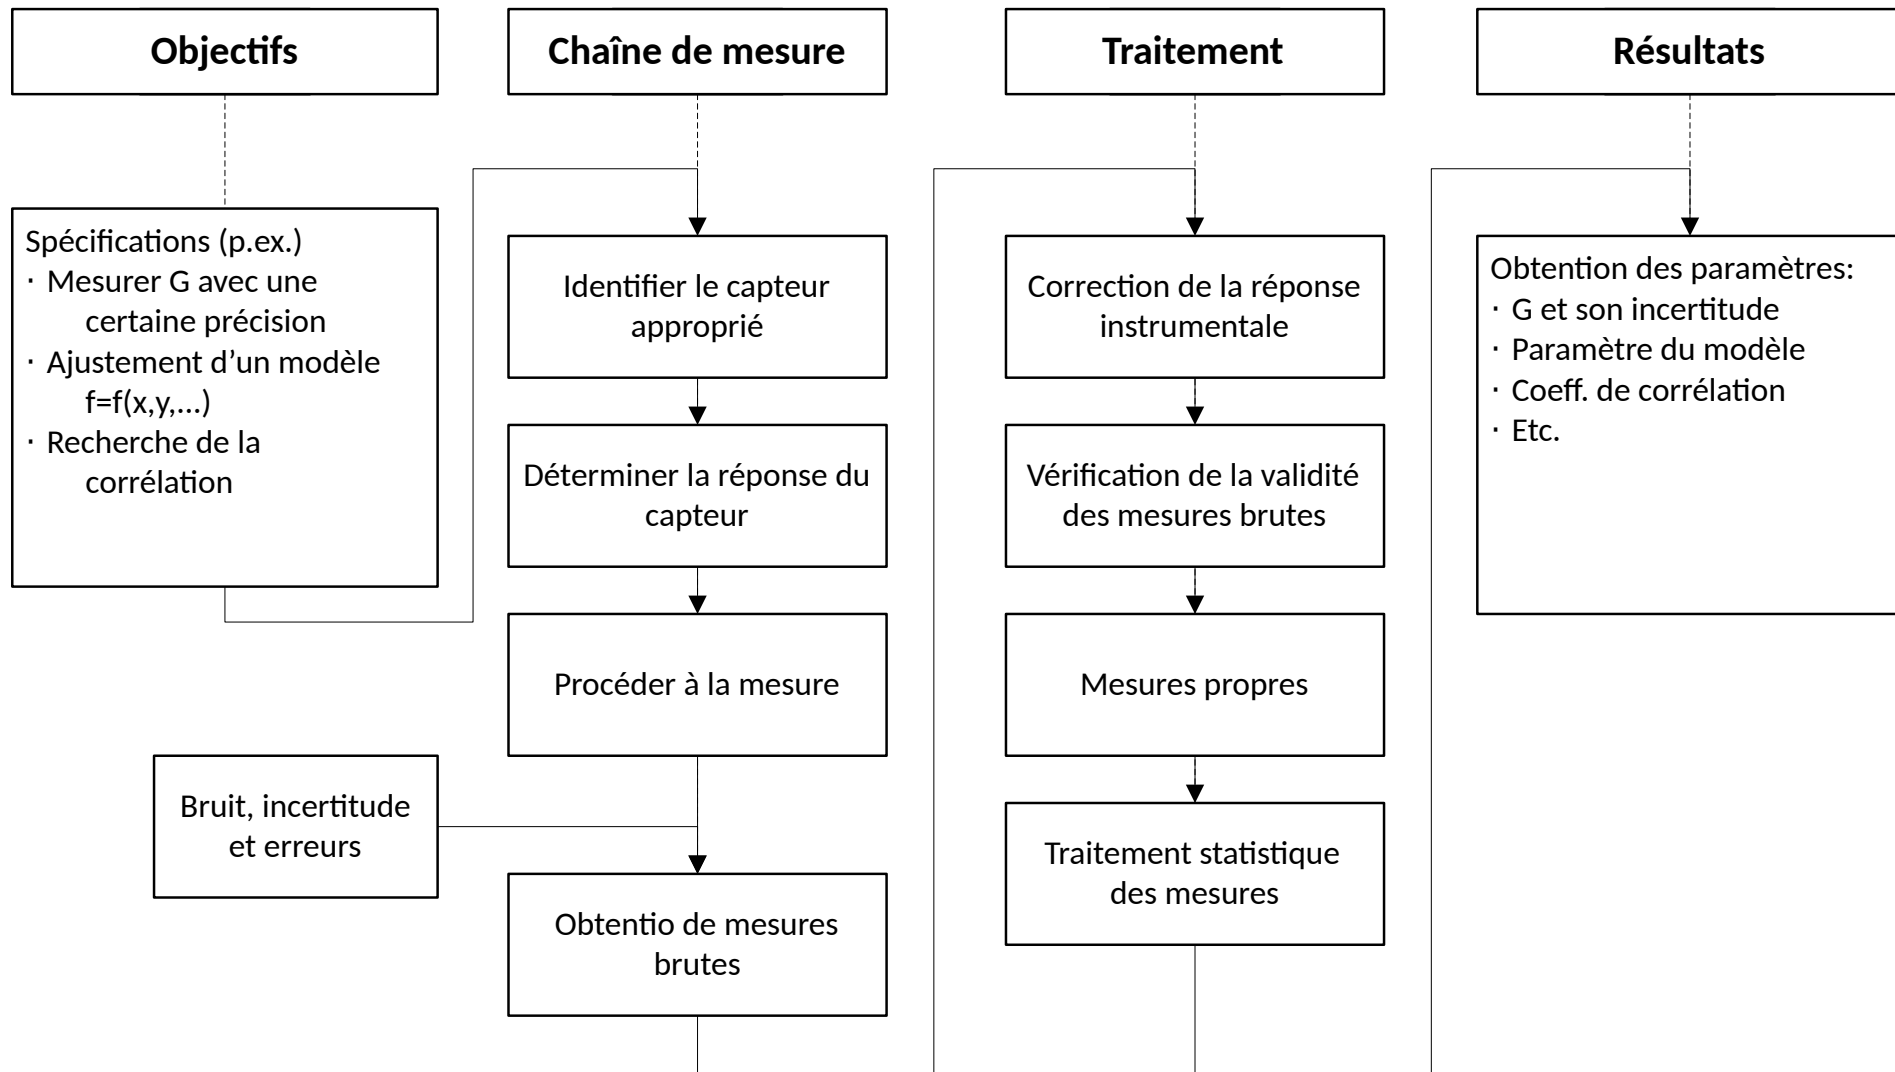 Objectifs
Spécifications (p.ex.)
· Mesurer G avec une
certaine précision
· Ajustement d’un modèle
f=f(x,y,...)
· Recherche de la
corrélation
Bruit, incertitude
et erreurs
Chaîne de mesure
Identifier le capteur
approprié
Déterminer la réponse du
capteur
Procéder à la mesure
Obtentio de mesures
brutes
Traitement
Correction de la réponse
instrumentale
Vérification de la validité
des mesures brutes
Mesures propres
Traitement statistique
des mesures
Résultats
Obtention des paramètres:
· G et son incertitude
· Paramètre du modèle
· Coeff. de corrélation
· Etc.